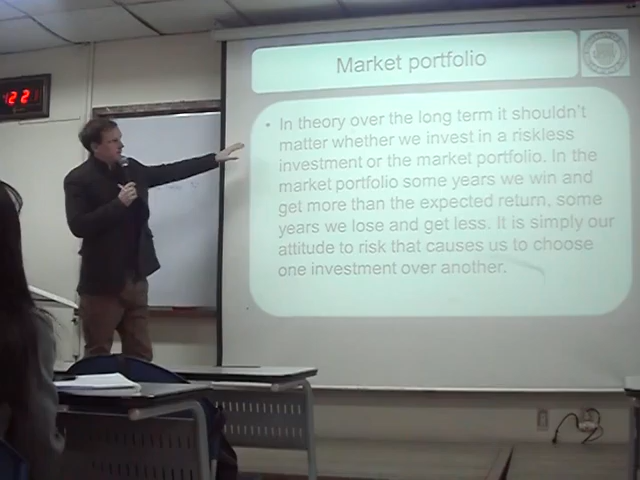 Market portfolio
• In theory over the long term it shouldn't
matter whether we invest in a riskless
investment or the market portfolio. In the
market portfolio some years we win and
get more than the expected return, some
years we lose and get less. It is simply our
attitude to risk that causes us to choose
one investment over another.